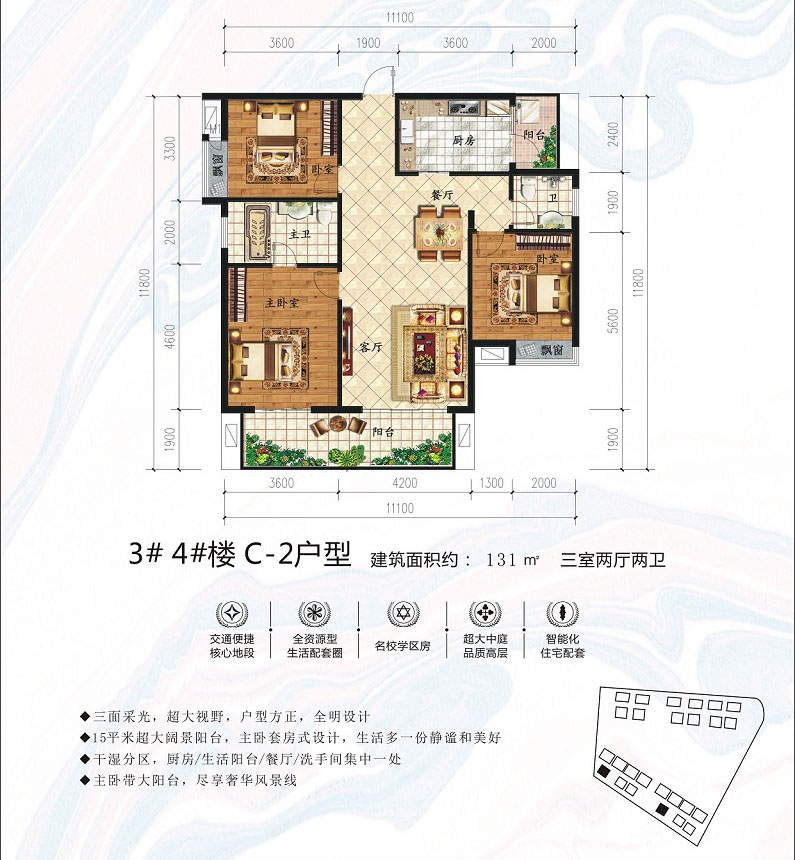 11100
3600 1900 3600 2000
3300
2000
4600
1900
11800
2400
1900
5600
1900
11800
M1
飘窗
卧室
厨房
阳台
餐厅
卫
主卫
卧室
主卧室
客厅
飘窗
阳台
3600 4200 1300 2000
11100
3# 4#楼 C-2户型 建筑面积约： 131㎡ 三室两厅两卫
交通便捷
核心地段
全资源型
生活配套圈
名校学区房
超大中庭
品质高层
智能化
住宅配套
◆三面采光，超大视野，户型方正，全明设计
◆15平米超大阔景阳台，主卧套房式设计，生活多一份静谧和美好
◆干湿分区，厨房/生活阳台/餐厅/洗手间集中一处
◆主卧带大阳台，尽享奢华风景线